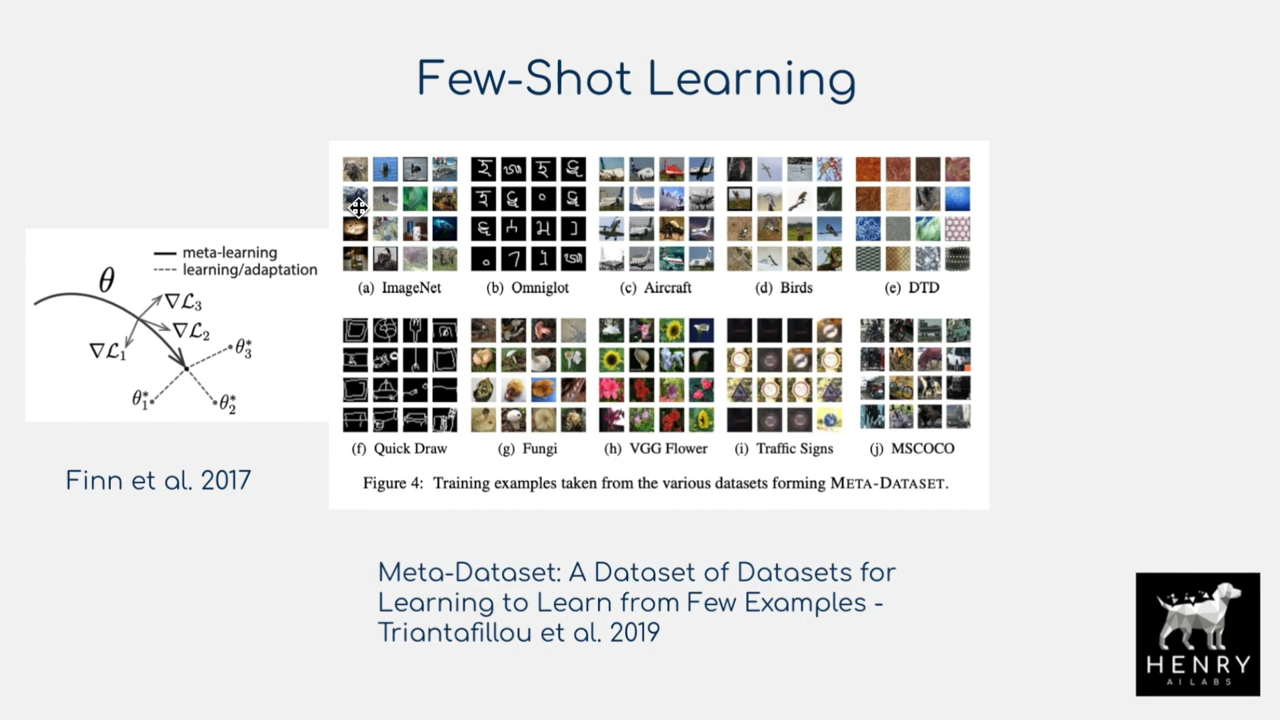 Few-Shot Learning
θ
meta-learning
learning/adaptation
∇ℒ₃
∇ℒ₂
∇ℒ₁
θ₃*
θ₁*
θ₂*
Finn et al. 2017
(a) ImageNet
(b) Omniglot
(c) Aircraft
(d) Birds
(e) DTD
(f) Quick Draw
(g) Fungi
(h) VGG Flower
(i) Traffic Signs
(j) MSCOCO
Figure 4: Training examples taken from the various datasets forming META-DATASET.
Meta-Dataset: A Dataset of Datasets for
Learning to Learn from Few Examples -
Triantafillou et al. 2019
HENRY
AI LABS